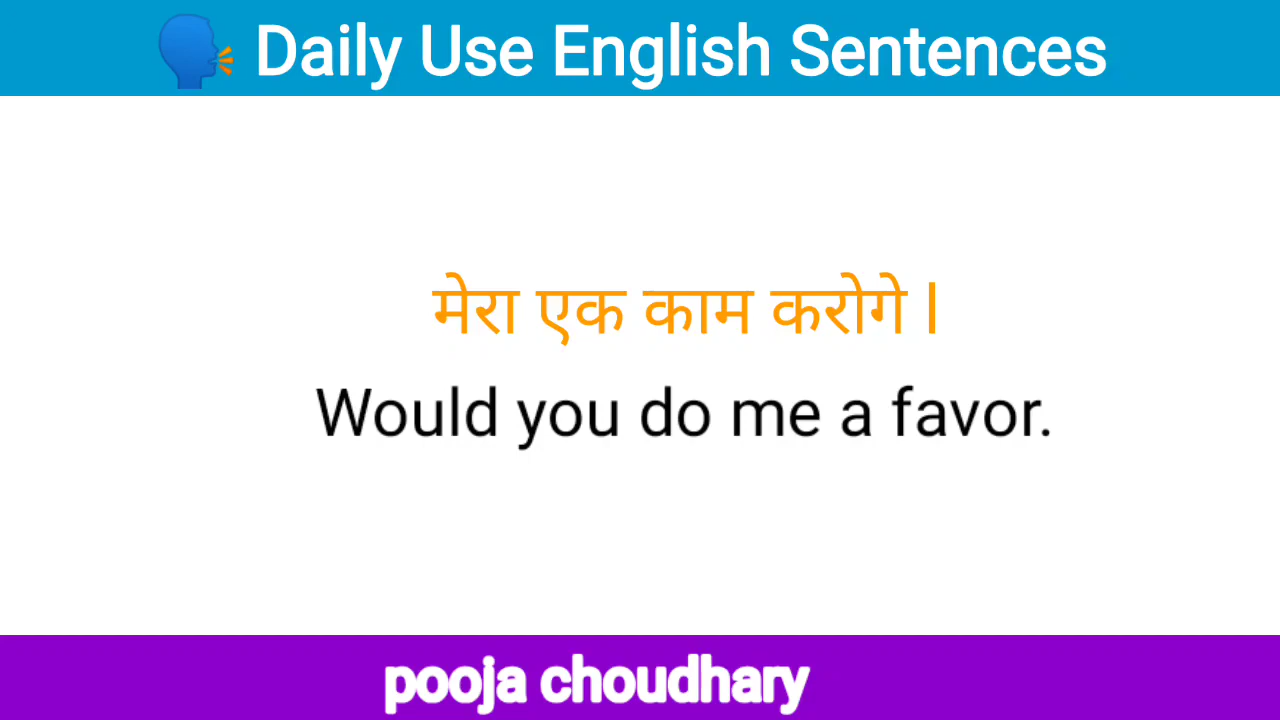 🗣 Daily Use English Sentences
मेरा एक काम करोगे l
Would you do me a favor.
pooja choudhary